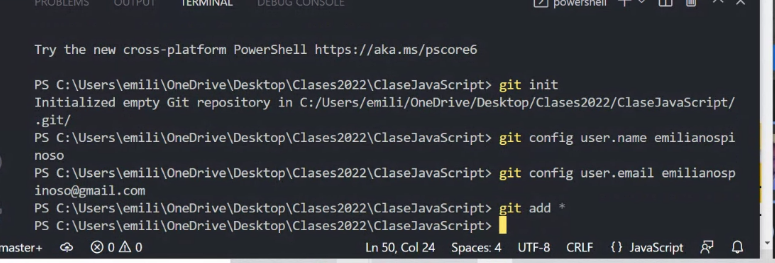 PROBLEMS OUTPUT TERMINAL DEBUG CONSOLE powershell
Try the new cross-platform PowerShell https://aka.ms/pscore6
PS C:\Users\emili\OneDrive\Desktop\Clases2022\ClaseJavaScript> git init
Initialized empty Git repository in C:/Users/emili/OneDrive/Desktop/Clases2022/ClaseJavaScript/
.git/
PS C:\Users\emili\OneDrive\Desktop\Clases2022\ClaseJavaScript> git config user.name emilianospi
noso
PS C:\Users\emili\OneDrive\Desktop\Clases2022\ClaseJavaScript> git config user.email emilianosp
inoso@gmail.com
PS C:\Users\emili\OneDrive\Desktop\Clases2022\ClaseJavaScript> git add *
PS C:\Users\emili\OneDrive\Desktop\Clases2022\ClaseJavaScript>
master+ 0 0 Ln 50, Col 24 Spaces: 4 UTF-8 CRLF {} JavaScript